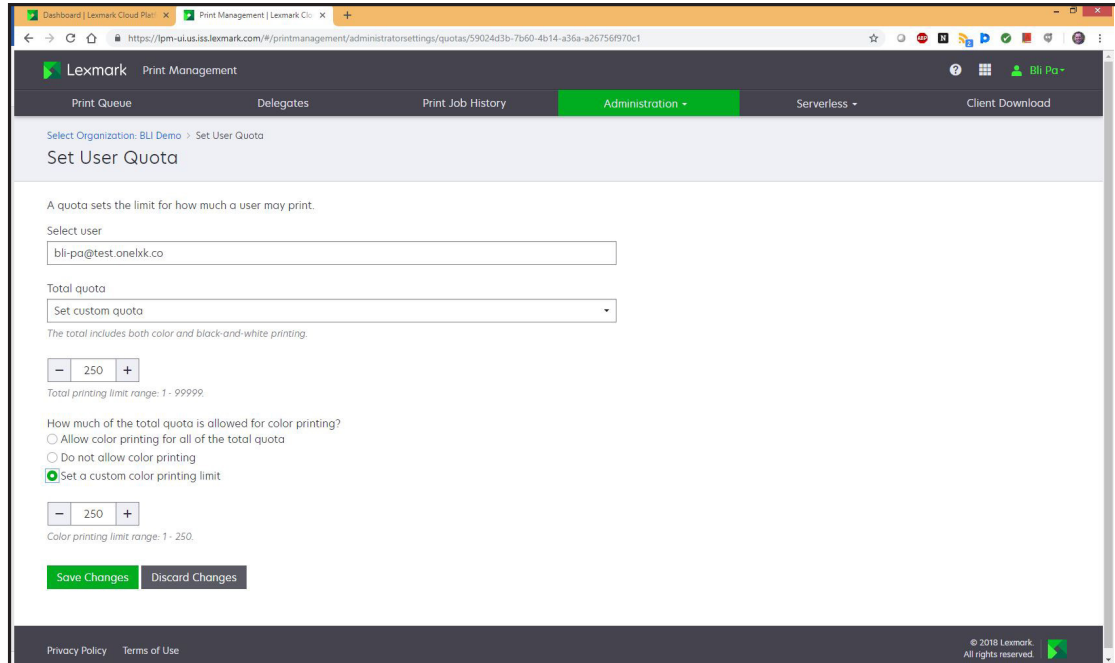 Dashboard | Lexmark Cloud Platf
Print Management | Lexmark Clo
https://lpm-ui.us.iss.lexmark.com/#/printmanagement/administratorsettings/quotas/59024d3b-7b60-4b14-a36a-a26756f970c1
Lexmark Print Management
Bli Pa
Print Queue Delegates Print Job History Administration Serverless Client Download
Select Organization: BLI Demo > Set User Quota
Set User Quota
A quota sets the limit for how much a user may print.
Select user
bli-pa@test.onelxk.co
Total quota
Set custom quota
The total includes both color and black-and-white printing.
− 250 +
Total printing limit range: 1 - 99999.
How much of the total quota is allowed for color printing?
Allow color printing for all of the total quota
Do not allow color printing
Set a custom color printing limit
− 250 +
Color printing limit range: 1 - 250.
Save Changes Discard Changes
Privacy Policy Terms of Use
© 2018 Lexmark.
All rights reserved.